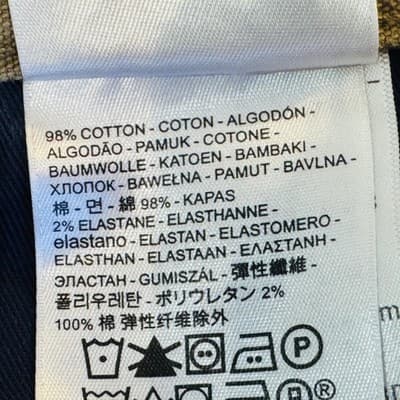 98% COTTON - COTON - ALGODÓN -
ALGODÃO - PAMUK - COTONE -
BAUMWOLLE - KATOEN - BAMBAKI -
ХЛОПОК - BAWEŁNA - PAMUT - BAVLNA -
棉 - 면 - 綿 98% - KAPAS
2% ELASTANE - ELASTHANNE -
elastano - ELASTAN - ELASTOMERO -
ELASTHAN - ΕΛΑΣΤΑΑΝ - ΕΛΑΣΤΑΝΗ -
ЭЛАСТАН - GUMISZÁL - 彈性纖維 -
폴리우레탄 - ポリウレタン 2%
100% 棉 弹性纤维除外
P
P ®
m